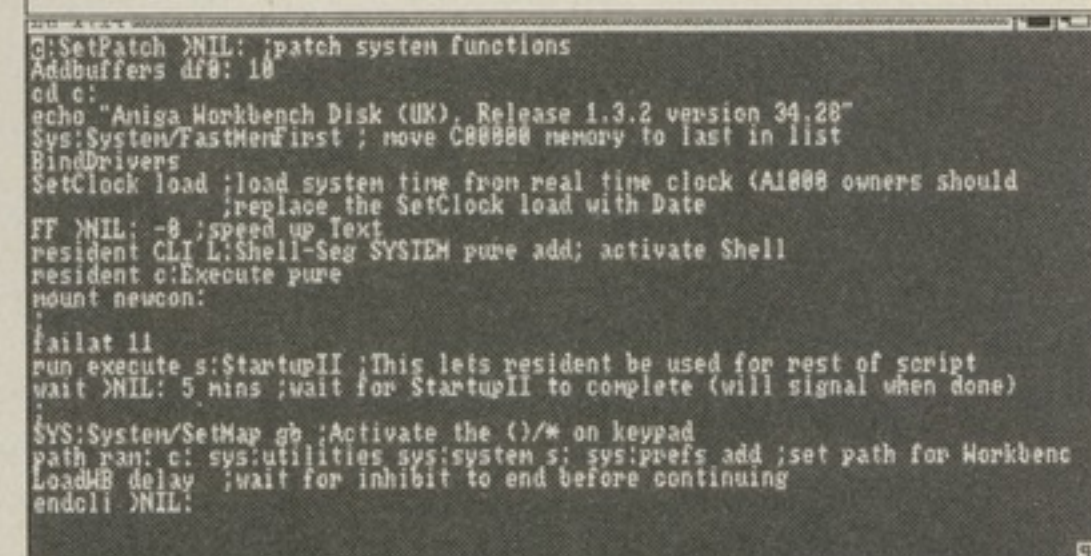 c:SetPatch >NIL: ;patch system functions
Addbuffers df0: 10
cd c:
echo "Amiga Workbench Disk (UK). Release 1.3.2 version 34.28"
Sys:System/FastMemFirst ; move C00000 memory to last in list
BindDrivers
SetClock load ;load system time from real time clock (A1000 owners should
;replace the SetClock load with Date
FF >NIL: -0 ;speed up Text
resident CLI L:Shell-Seg SYSTEM pure add; activate Shell
resident c:Execute pure
mount newcon:
;
failat 11
run execute s:StartupII ;This lets resident be used for rest of script
wait >NIL: 5 mins ;wait for StartupII to complete (will signal when done)
;
SYS:System/SetMap gb ;Activate the ()/* on keypad
path ram: c: sys:utilities sys:system s: sys:prefs add ;set path for Workbenc
LoadWB delay ;wait for inhibit to end before continuing
endcli >NIL: